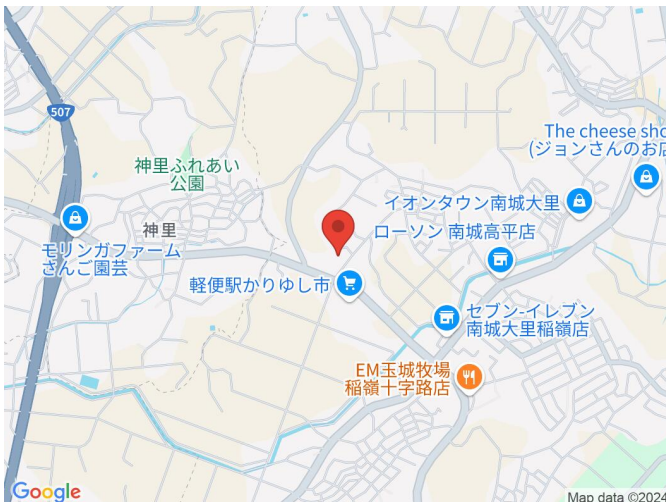 507
The cheese sho
(ジョンさんのお店
神里ふれあい
公園
イオンタウン南城大里
神里
ローソン 南城高平店
モリンガファーム
さんご園芸
軽便駅かりゆし市
セブン-イレブン
南城大里稲嶺店
EM玉城牧場
稲嶺十字路店
Google
Map data ©2024